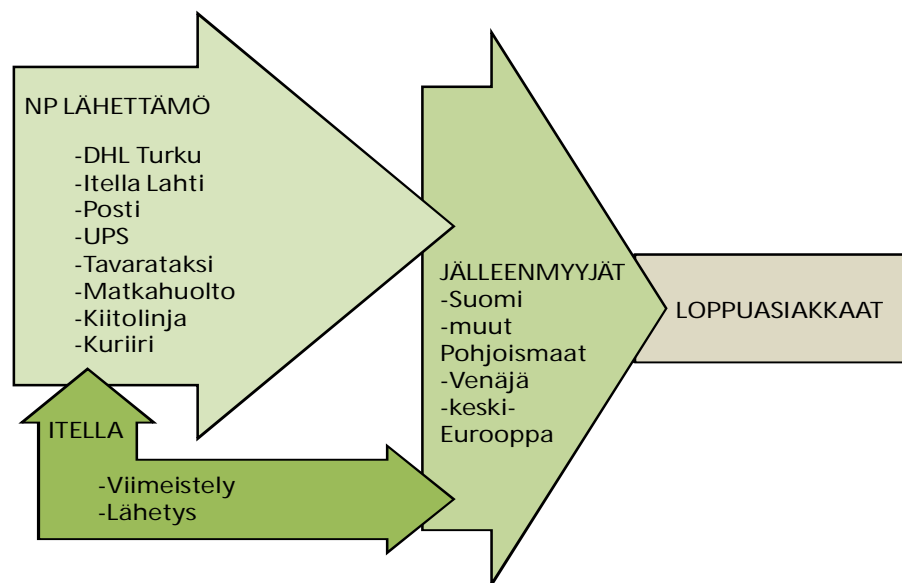 NP LÄHETTÄMÖ
-DHL Turku
-Itella Lahti
-Posti
-UPS
-Tavarataksi
-Matkahuolto
-Kiitolinja
-Kuriiri
ITELLA
-Viimeistely
-Lähetys
JÄLLEENMYYJÄT
-Suomi
-muut
Pohjoismaat
-Venäjä
-keski-
Eurooppa
LOPPUASIAKKAAT